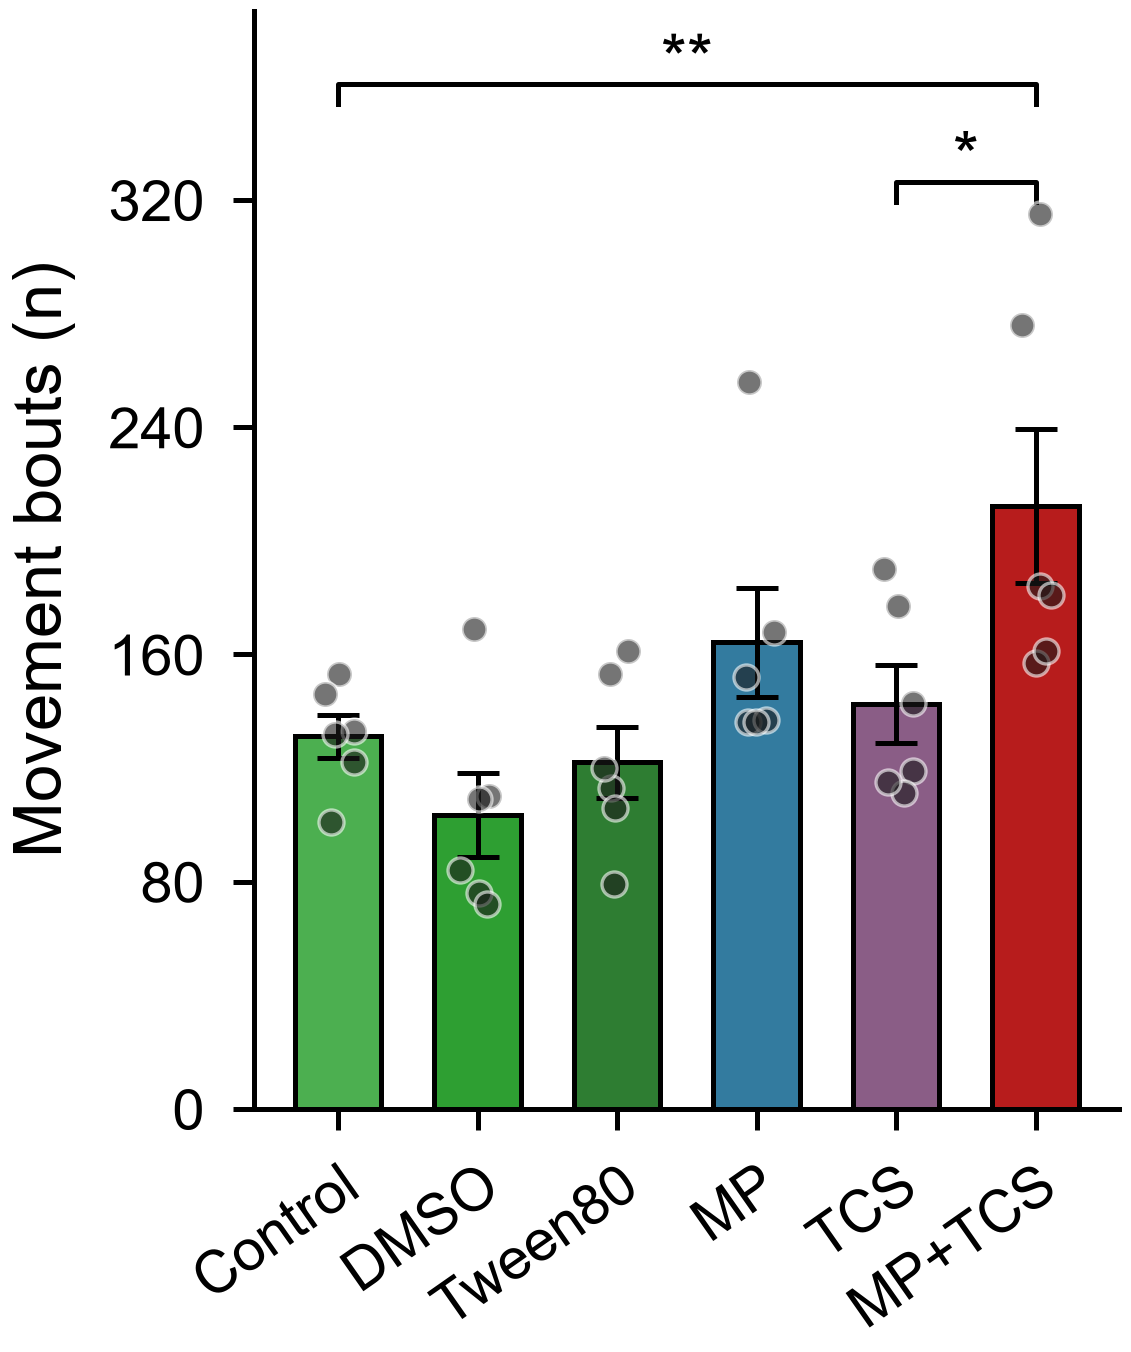 **
*
320
240
160
80
0
Movement bouts (n)
Control
DMSO
Tween80
MP
TCS
MP+TCS